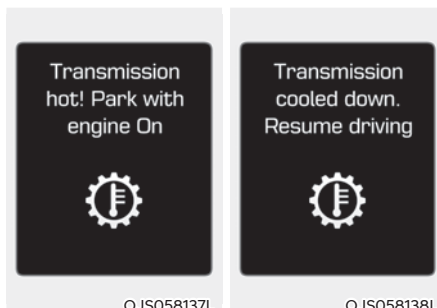 Transmission
hot! Park with
engine On
OJS058137L
Transmission
cooled down.
Resume driving
OJS058138L